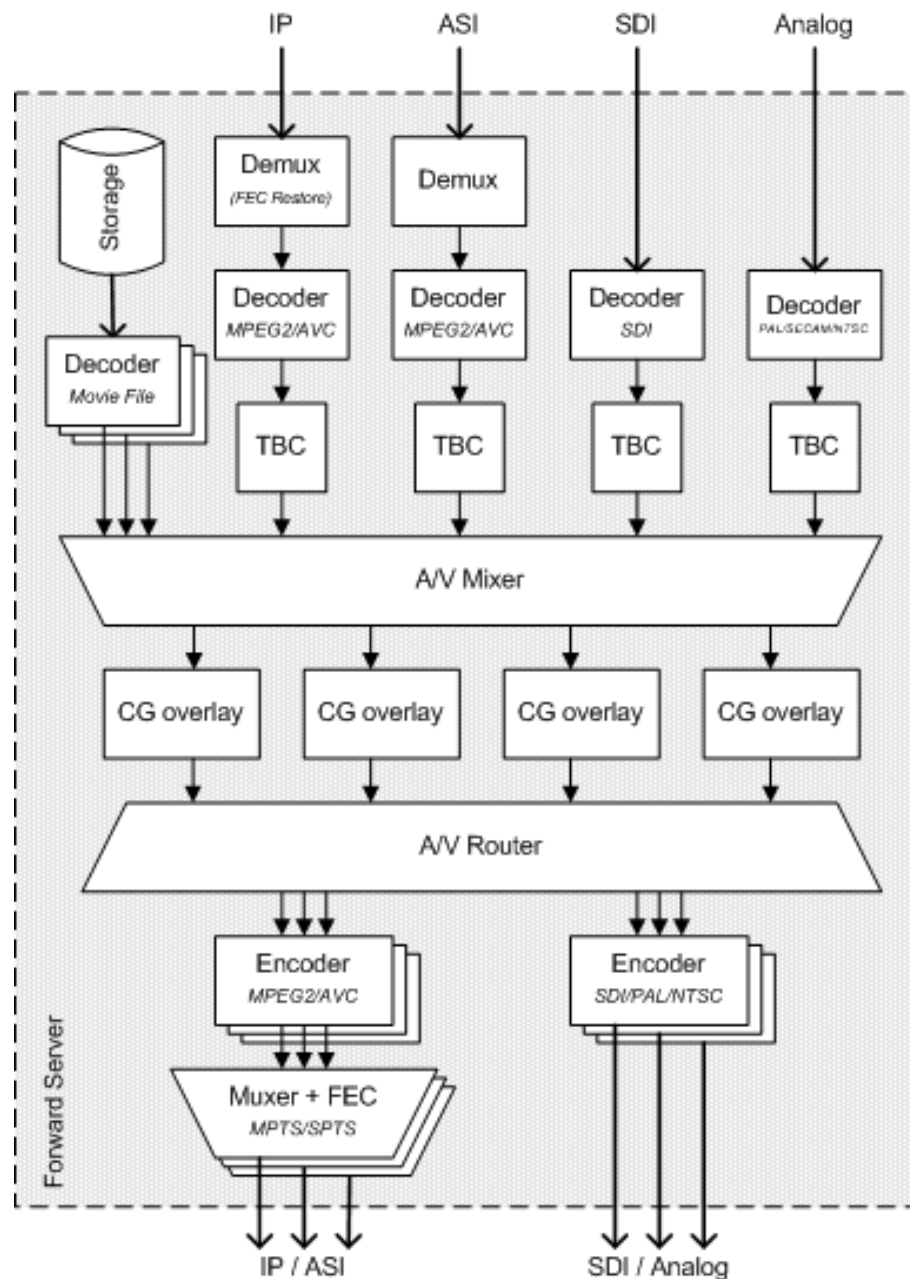 IP
ASI
SDI
Analog
Storage
Demux
(FEC Restore)
Demux
Decoder
MPEG2/AVC
Decoder
MPEG2/AVC
Decoder
SDI
Decoder
PAL/SECAM/NTSC
Decoder
Movie File
TBC
TBC
TBC
TBC
A/V Mixer
CG overlay
CG overlay
CG overlay
CG overlay
A/V Router
Encoder
MPEG2/AVC
Encoder
SDI/PAL/NTSC
Muxer + FEC
MPTS/SPTS
Forward Server
IP / ASI
SDI / Analog